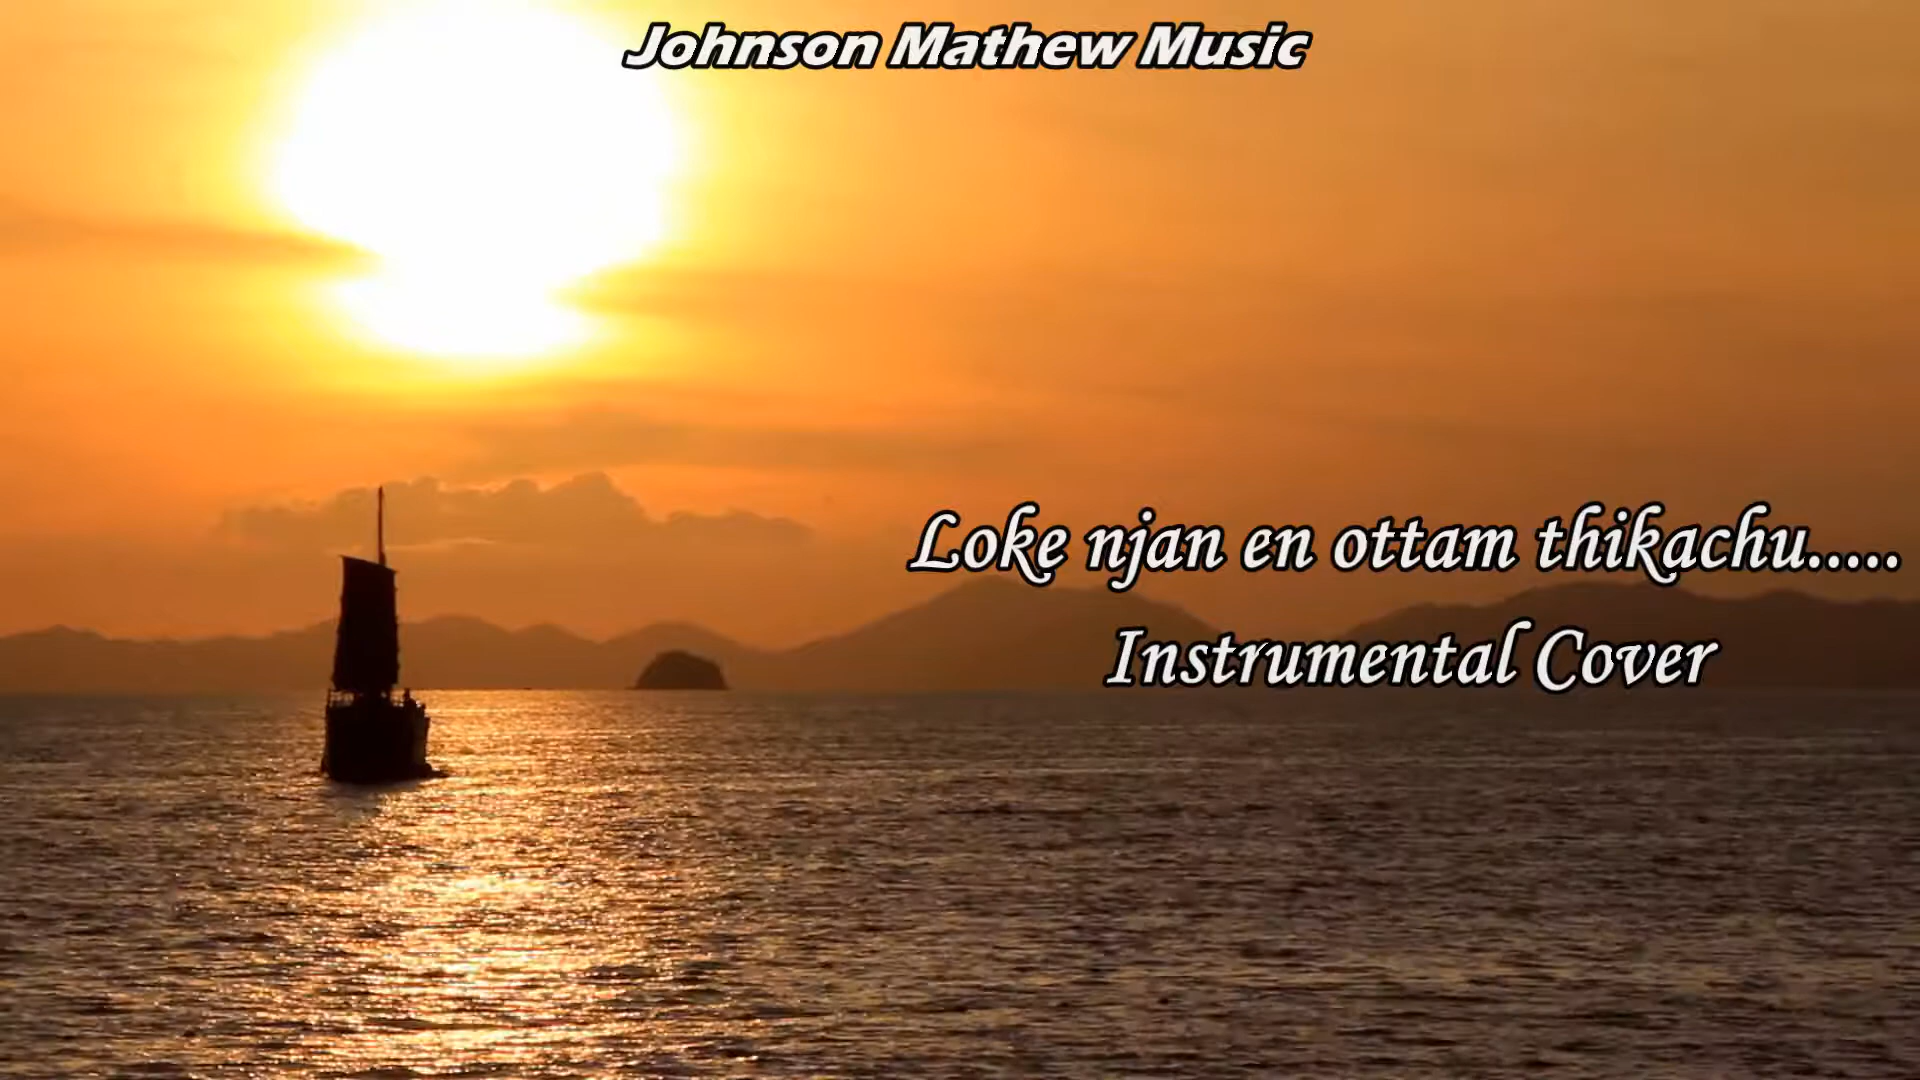 Johnson Mathew Music
Loke njan en ottam thikachu.....
Instrumental Cover